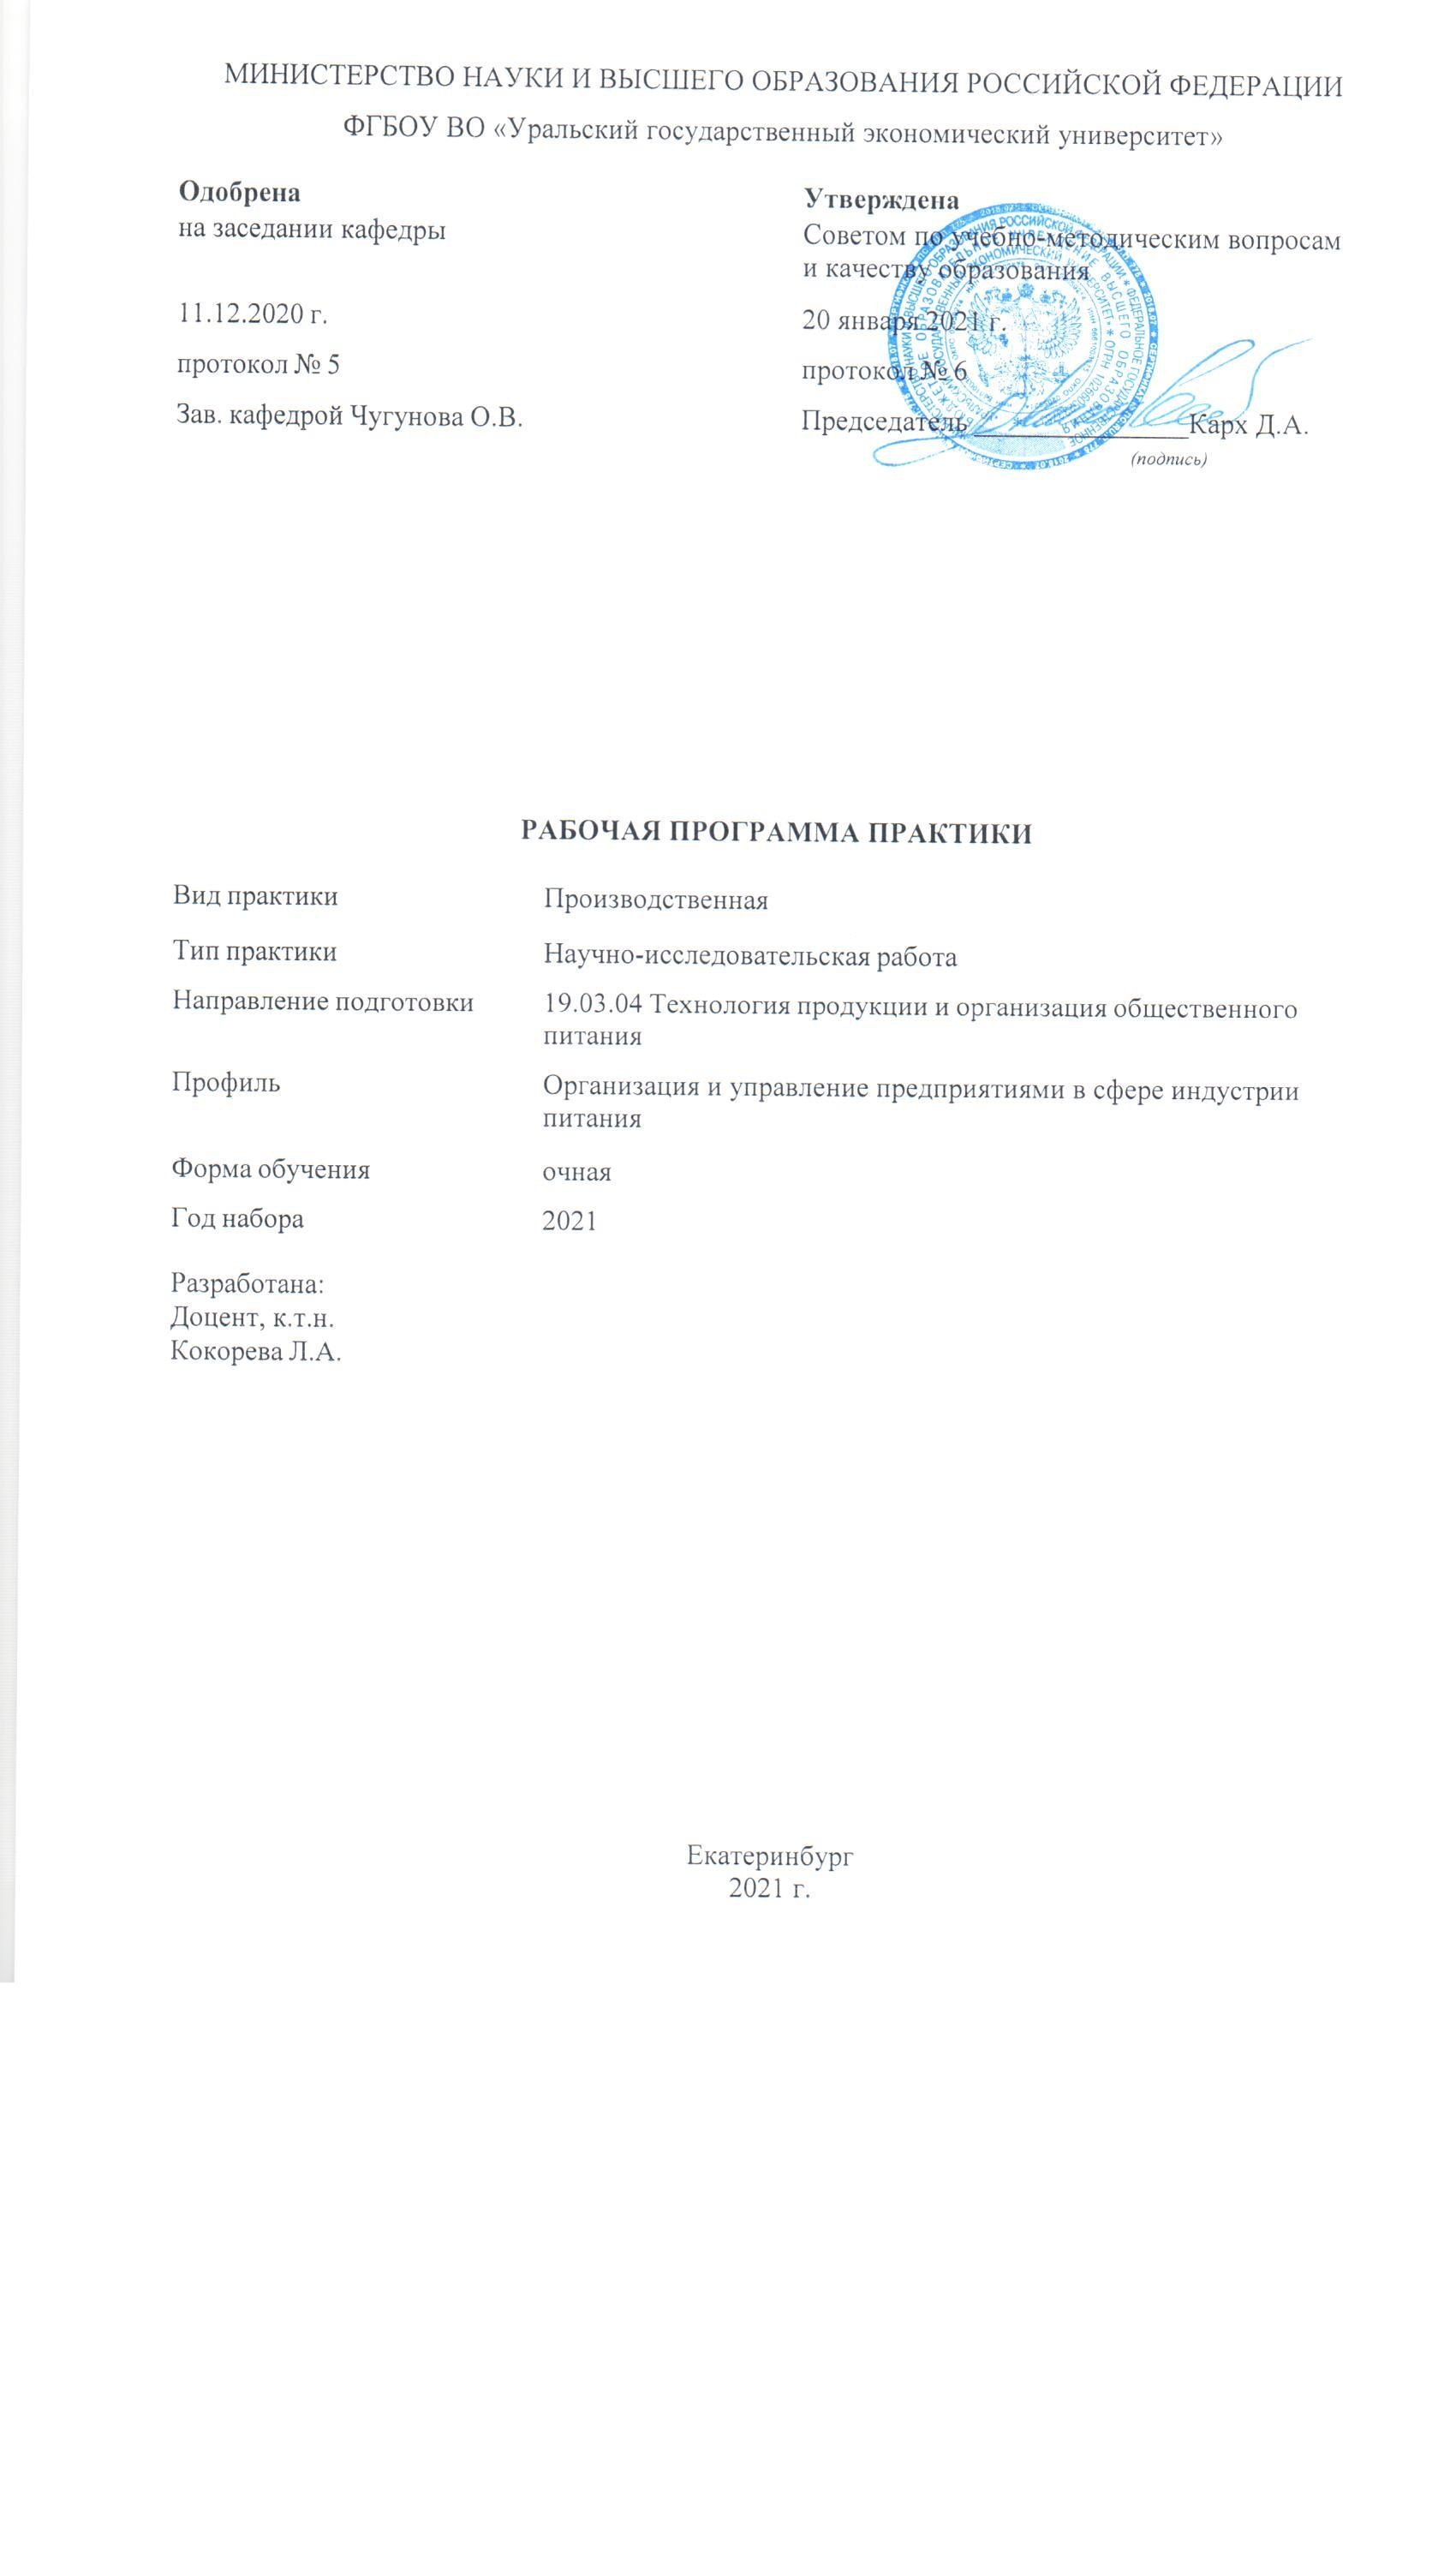 МИНИСТЕРСТВО НАУКИ И ВЫСШЕГО ОБРАЗОВАНИЯ РОССИЙСКОЙ ФЕДЕРАЦИИ
ФГБОУ ВО «Уральский государственный экономический университет»
Одобрена
на заседании кафедры
11.12.2020 г.
протокол № 5
Зав. кафедрой Чугунова О.В.
Утверждена
Советом по учебно-методическим вопросам
и качеству образования
20 января 2021 г.
протокол № 6
Председатель ________________Карх Д.А.
(подпись)
РАБОЧАЯ ПРОГРАММА ПРАКТИКИ
Вид практики Производственная
Тип практики Научно-исследовательская работа
Направление подготовки 19.03.04 Технология продукции и организация общественного
питания
Профиль Организация и управление предприятиями в сфере индустрии
питания
Форма обучения очная
Год набора 2021
Разработана:
Доцент, к.т.н.
Кокорева Л.А.
Екатеринбург
2021 г.